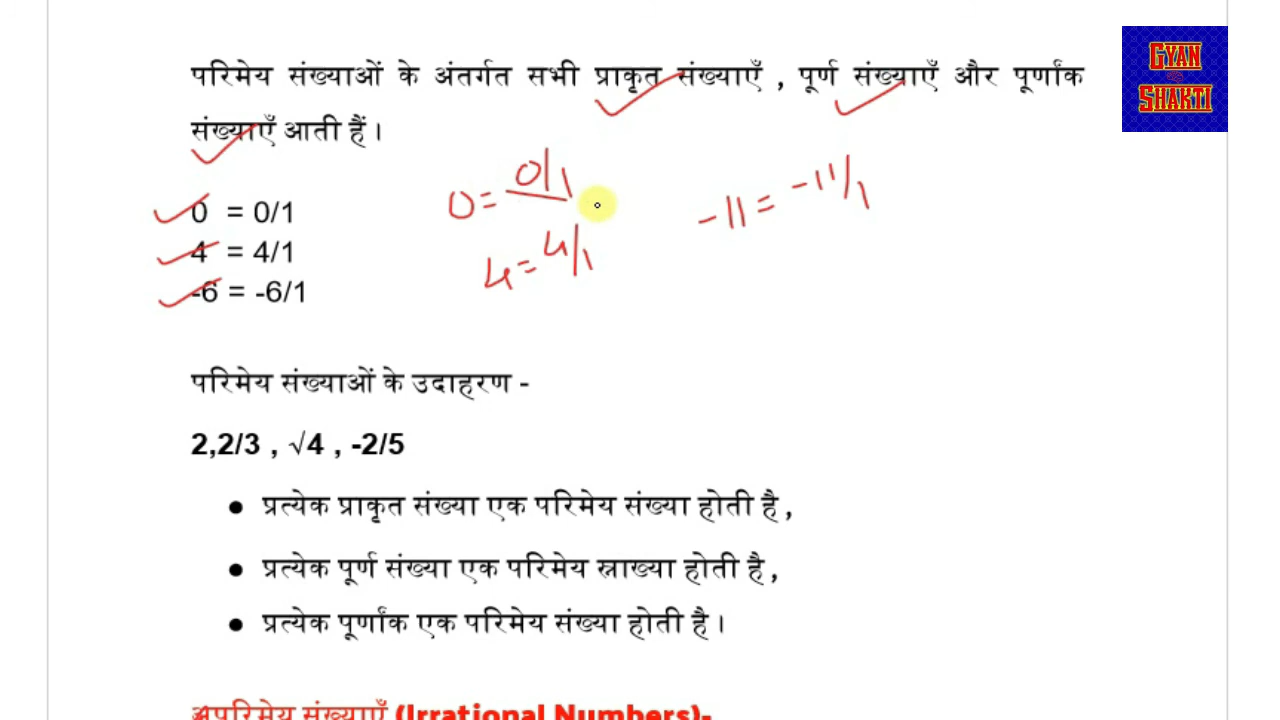 GYAN
SHAKTI
परिमेय संख्याओं के अंतर्गत सभी प्राकृत संख्याएँ , पूर्ण संख्याएँ और पूर्णांक
संख्याएँ आती हैं।
0 = 0/1
4 = 4/1
-6 = -6/1
0 = 0/1
4 = 4/1
-11 = -11/1
परिमेय संख्याओं के उदाहरण -
2,2/3 , √4 , -2/5
• प्रत्येक प्राकृत संख्या एक परिमेय संख्या होती है ,
• प्रत्येक पूर्ण संख्या एक परिमेय स्नाख्या होती है ,
• प्रत्येक पूर्णांक एक परिमेय संख्या होती है ।
अपरिमेय संख्याएँ (Irrational Numbers)-